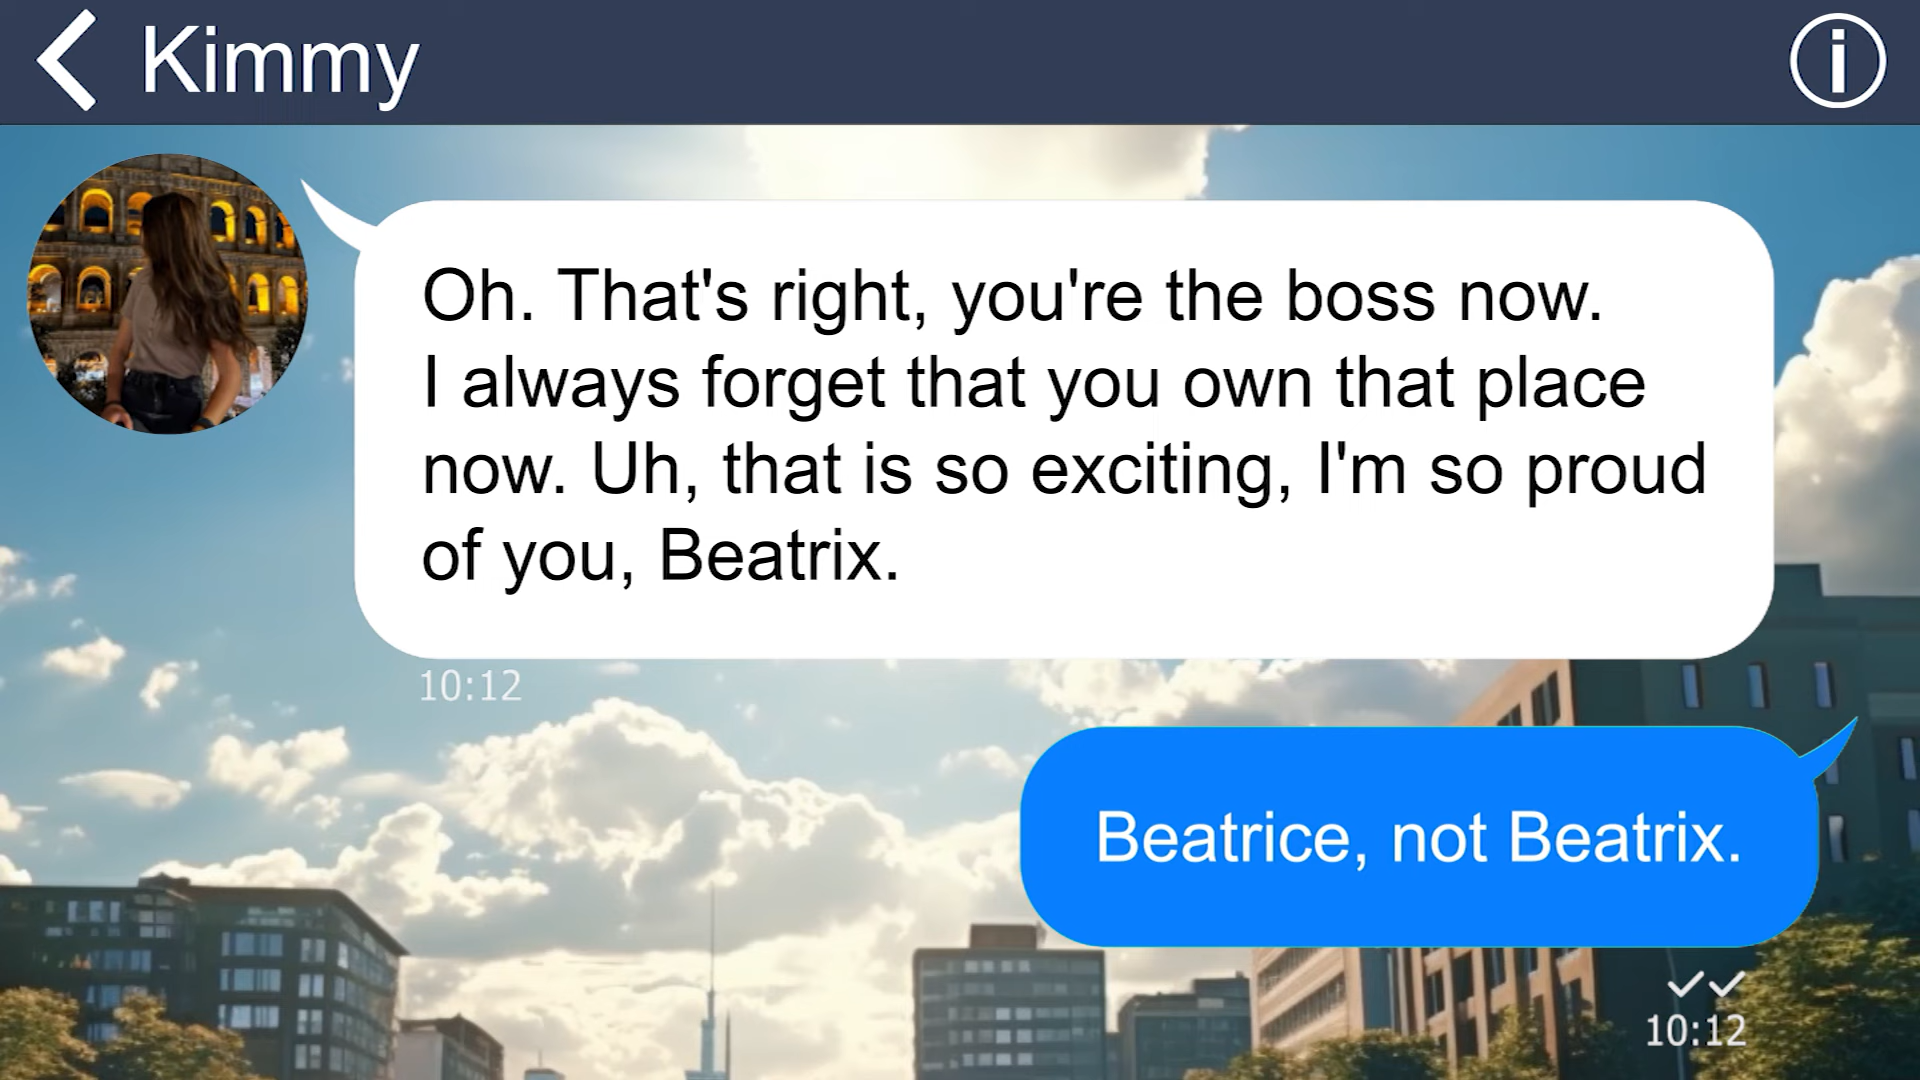 Kimmy
Oh. That's right, you're the boss now.
I always forget that you own that place
now. Uh, that is so exciting, I'm so proud
of you, Beatrix.
10:12
Beatrice, not Beatrix.
10:12